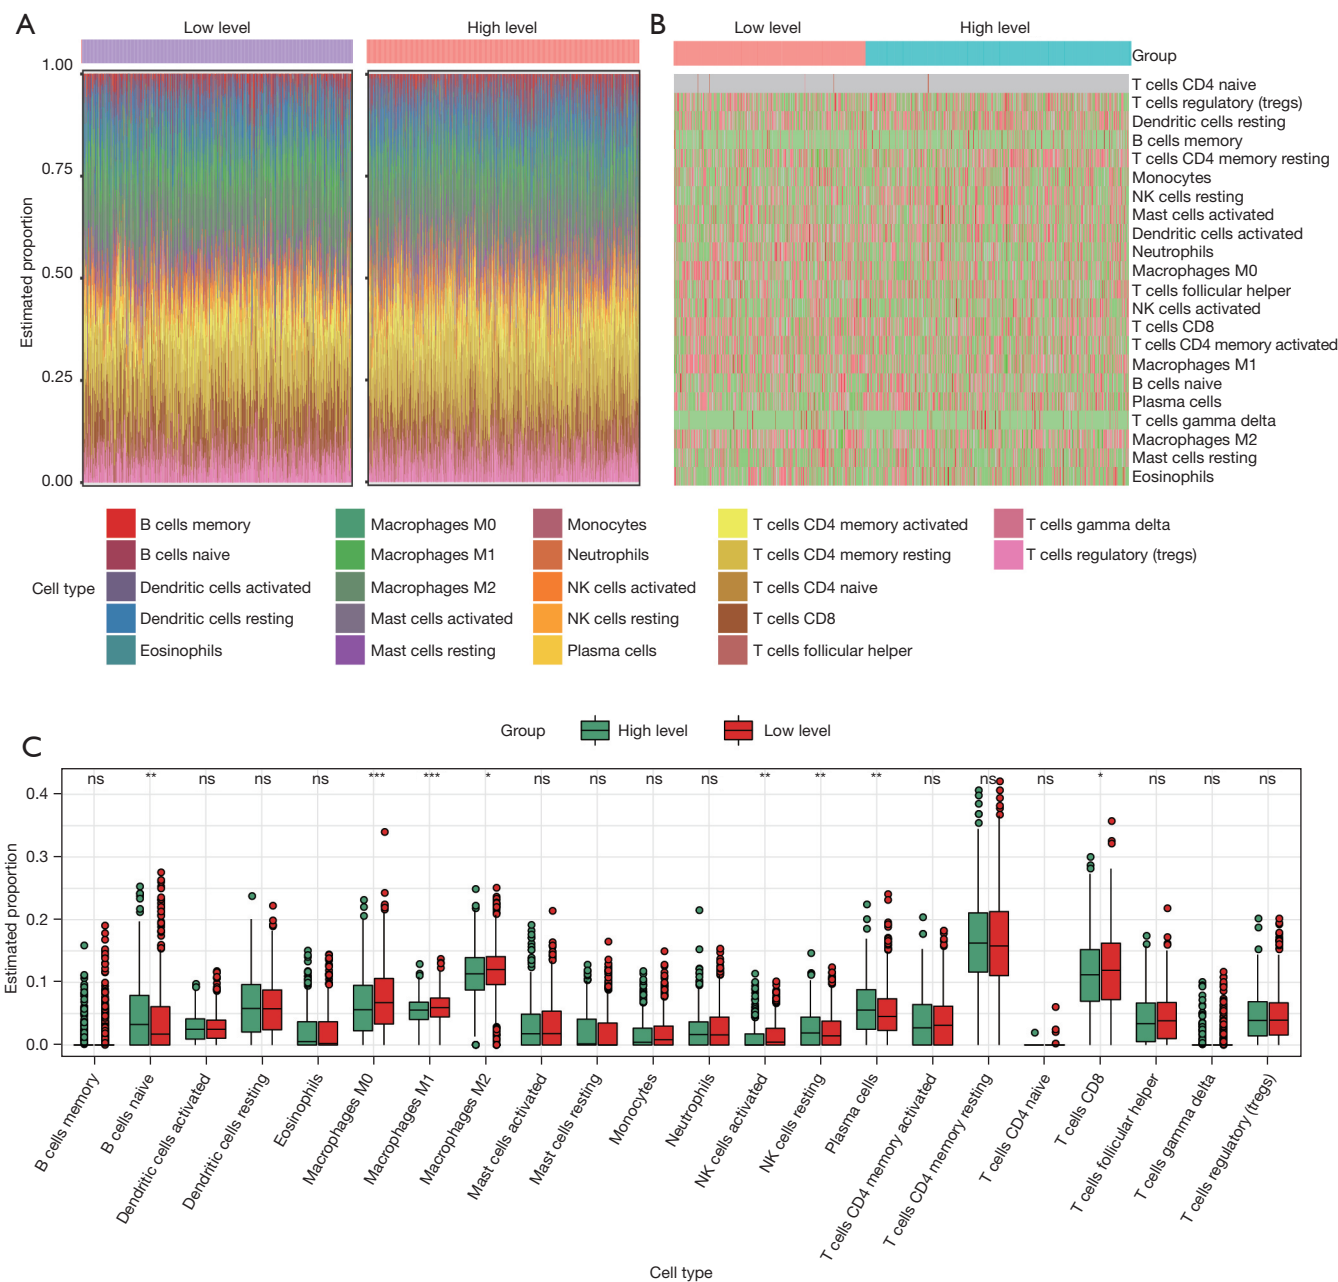 A
Low level
High level
1.00
0.75
0.50
0.25
0.00
Estimated proportion
B
Low level
High level
Group
T cells CD4 naive
T cells regulatory (tregs)
Dendritic cells resting
B cells memory
T cells CD4 memory resting
Monocytes
NK cells resting
Mast cells activated
Dendritic cells activated
Neutrophils
Macrophages M0
T cells follicular helper
NK cells activated
T cells CD8
T cells CD4 memory activated
Macrophages M1
B cells naive
Plasma cells
T cells gamma delta
Macrophages M2
Mast cells resting
Eosinophils
Cell type
B cells memory
B cells naive
Dendritic cells activated
Dendritic cells resting
Eosinophils
Macrophages M0
Macrophages M1
Macrophages M2
Mast cells activated
Mast cells resting
Monocytes
Neutrophils
NK cells activated
NK cells resting
Plasma cells
T cells CD4 memory activated
T cells CD4 memory resting
T cells CD4 naive
T cells CD8
T cells follicular helper
T cells gamma delta
T cells regulatory (tregs)
C
Group
High level
Low level
ns ** ns ns ns *** *** * ns ns ns ns ** ** ** ns ns ns * ns ns ns
0.4
0.3
0.2
0.1
0.0
Estimated proportion
B cells memory
B cells naive
Dendritic cells activated
Dendritic cells resting
Eosinophils
Macrophages M0
Macrophages M1
Macrophages M2
Mast cells activated
Mast cells resting
Monocytes
Neutrophils
NK cells activated
NK cells resting
Plasma cells
T cells CD4 memory activated
T cells CD4 memory resting
T cells CD4 naive
T cells CD8
T cells follicular helper
T cells gamma delta
T cells regulatory (tregs)
Cell type